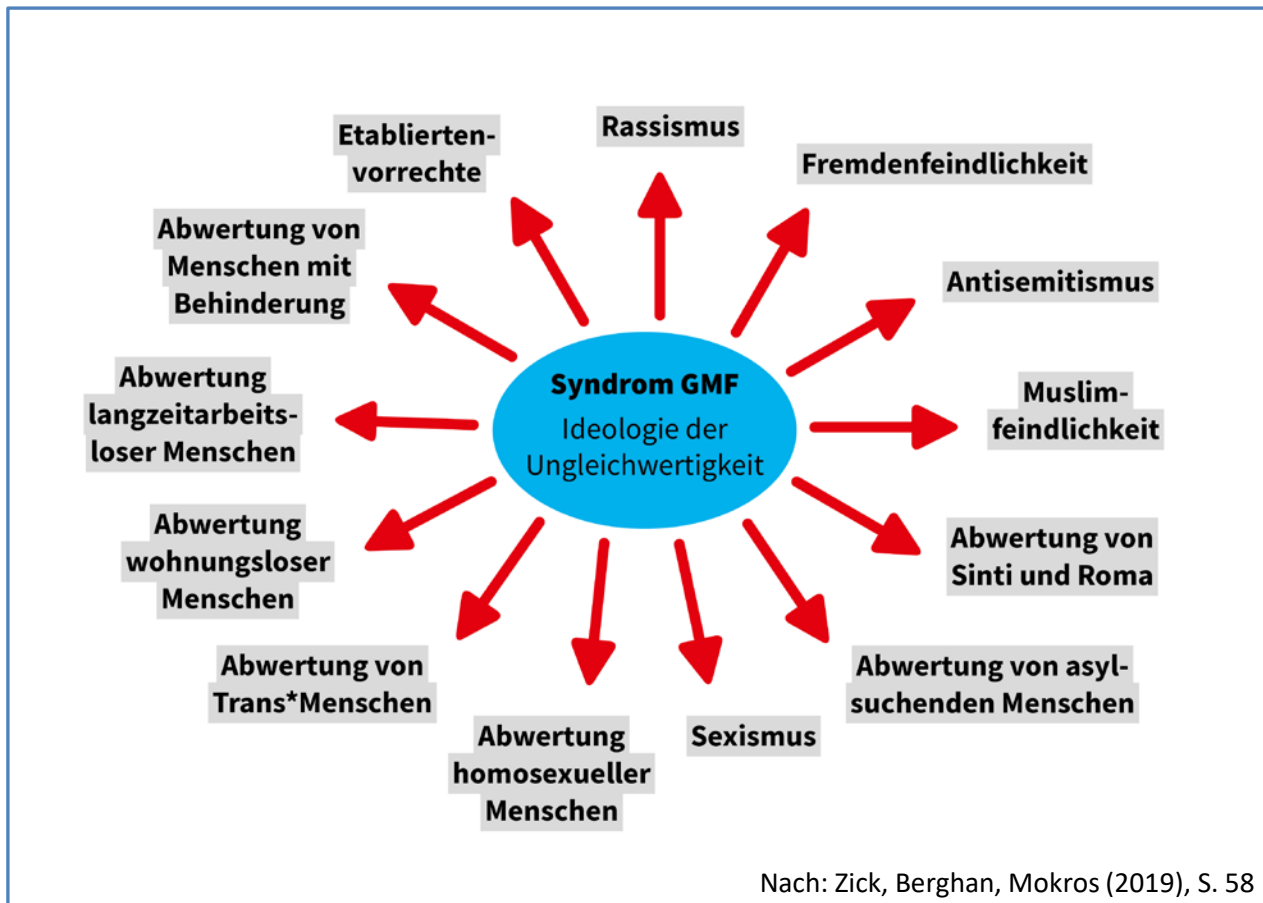 Rassismus
Fremdenfeindlichkeit
Antisemitismus
Muslim-
feindlichkeit
Abwertung von
Sinti und Roma
Abwertung von asyl-
suchenden Menschen
Sexismus
Abwertung
homosexueller
Menschen
Abwertung von
Trans*Menschen
Abwertung
wohnungsloser
Menschen
Abwertung
langzeitarbeits-
loser Menschen
Abwertung von
Menschen mit
Behinderung
Etablierten-
vorrechte
Syndrom GMF
Ideologie der
Ungleichwertigkeit
Nach: Zick, Berghan, Mokros (2019), S. 58